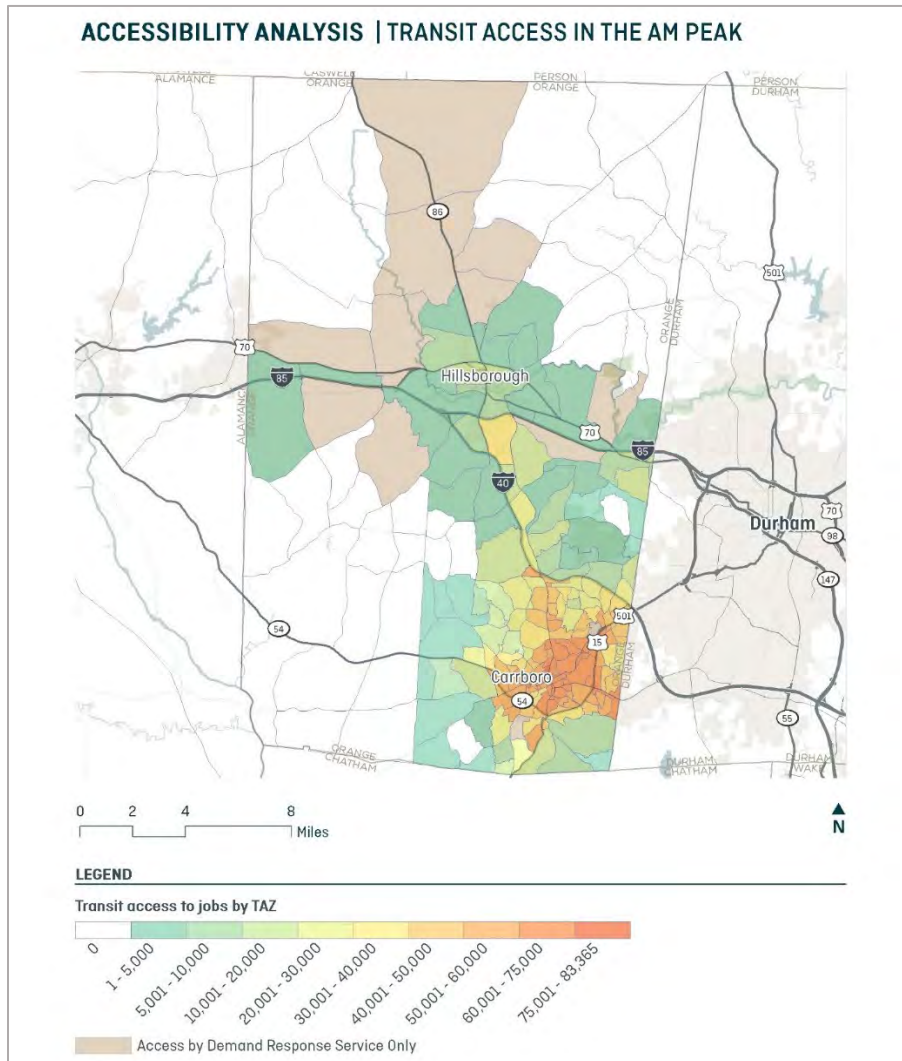 ACCESSIBILITY ANALYSIS | TRANSIT ACCESS IN THE AM PEAK
ALAMANCE
CASWELL
ORANGE
PERSON
ORANGE
PERSON
DURHAM
86
501
ORANGE
DURHAM
70
85
Hillsborough
ALAMANCE
ORANGE
70
85
40
Durham
70
98
147
501
54
15
Carrboro
ORANGE
DURHAM
54
55
ORANGE
CHATHAM
DURHAM
CHATHAM
DURHAM
WAKE
0 2 4 8
Miles
N
LEGEND
Transit access to jobs by TAZ
0
1 - 5,000
5,001 - 10,000
10,001 - 20,000
20,001 - 30,000
30,001 - 40,000
40,001 - 50,000
50,001 - 60,000
60,001 - 75,000
75,001 - 83,365
Access by Demand Response Service Only